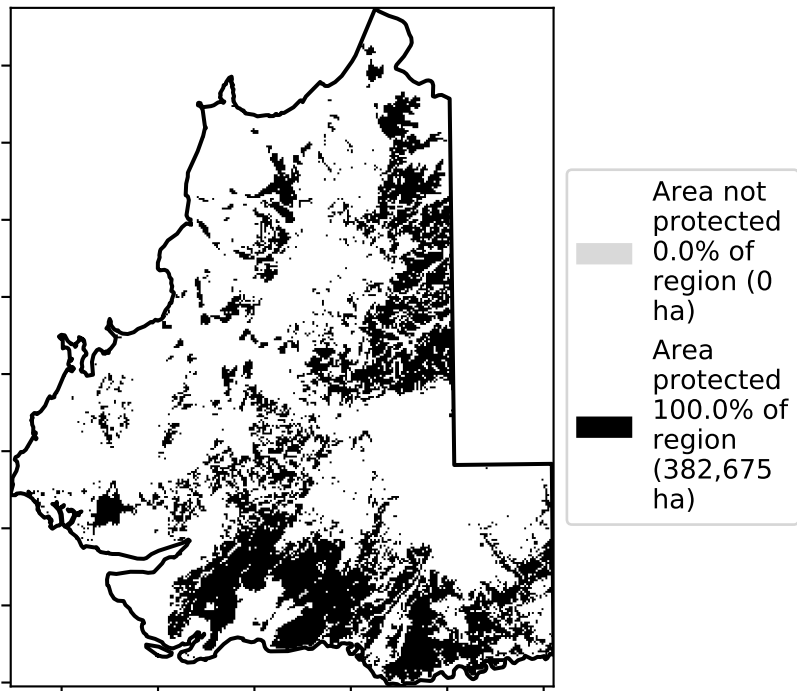 Area not
protected
0.0% of
region (0
ha)
Area
protected
100.0% of
region
(382,675
ha)